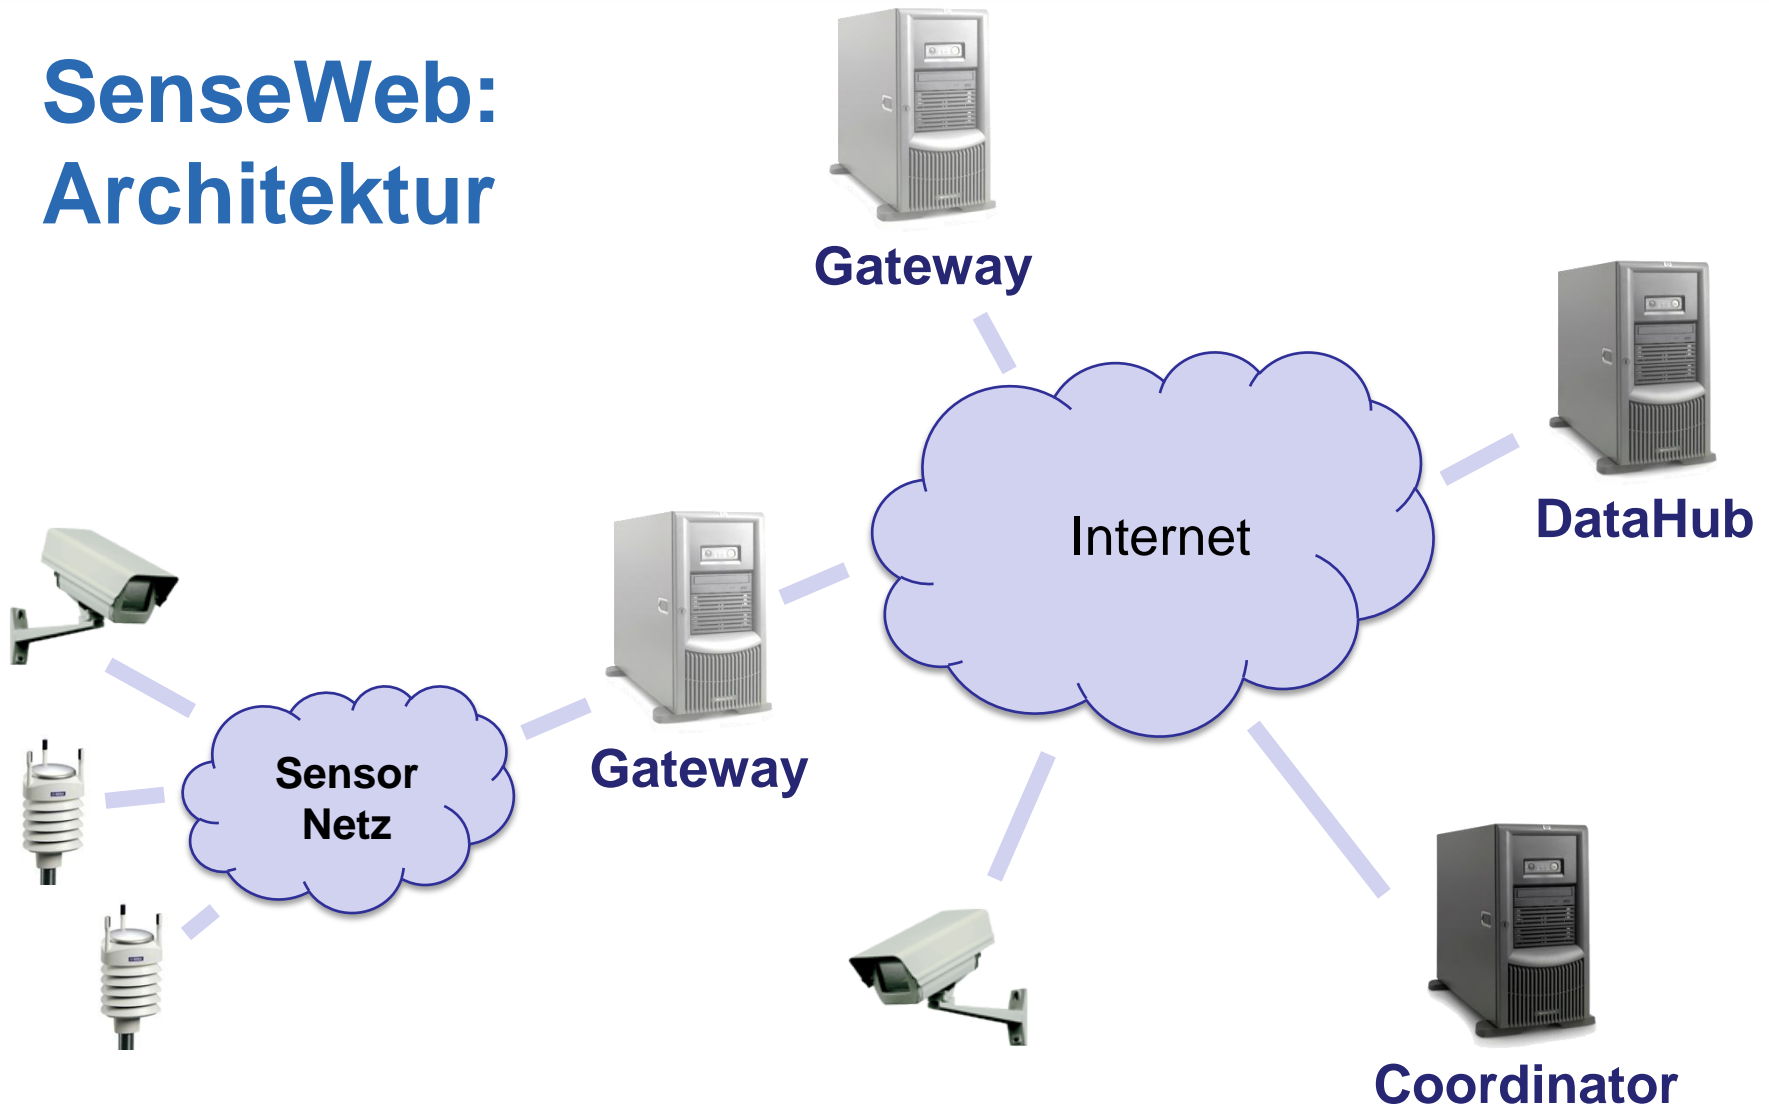 SenseWeb:
Architektur
Gateway
DataHub
Internet
Gateway
Sensor
Netz
Coordinator